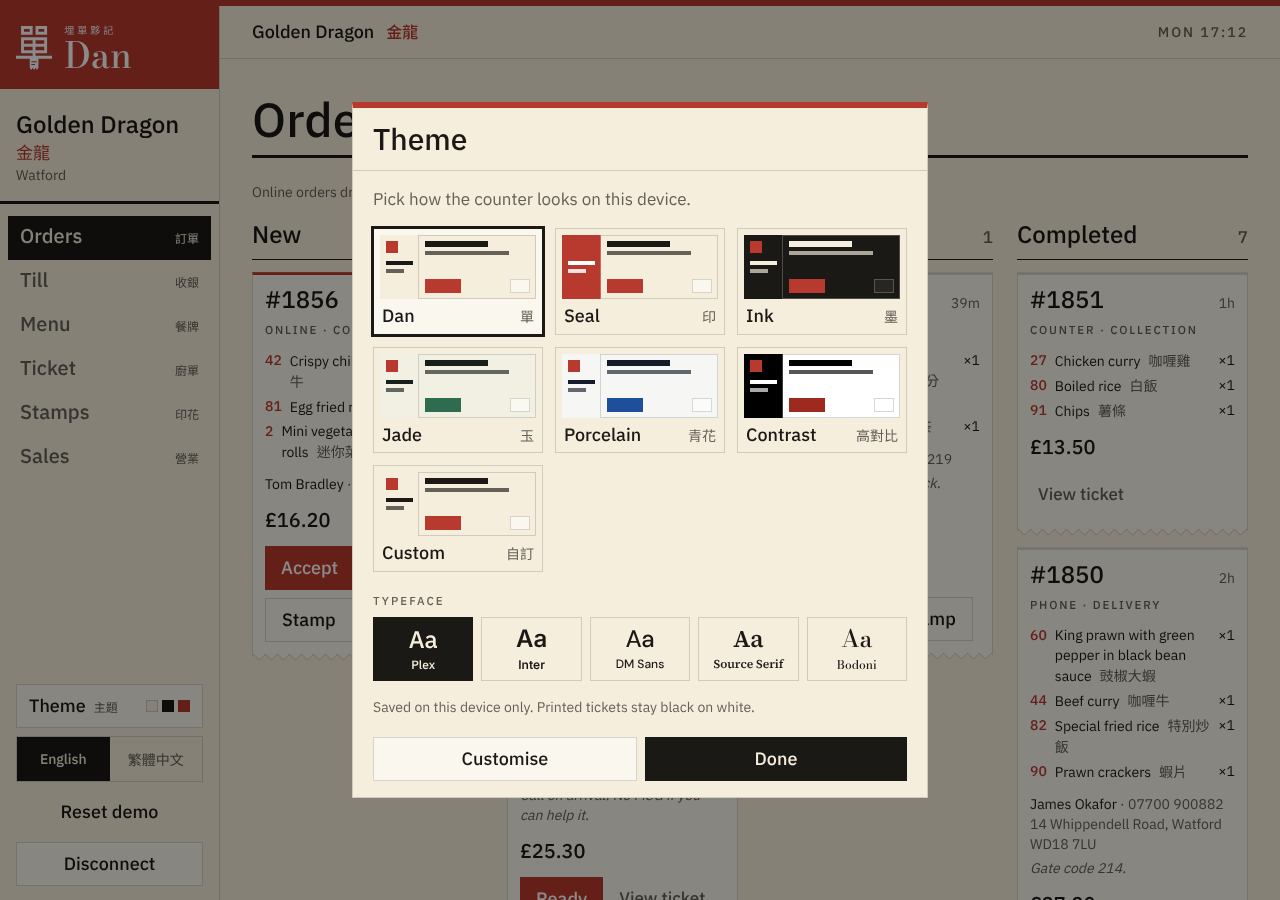 埋單夥記
單 Dan
Golden Dragon
金龍
Watford
Orders 訂單
Till 收銀
Menu 餐牌
Ticket 廚單
Stamps 印花
Sales 營業
Theme 主題
English 繁體中文
Reset demo
Disconnect
Golden Dragon 金龍
MON 17:12
Online orders
New
#1856
42 Crispy
牛
81 Egg fried
2 Mini
rolls 迷你
Tom Bradley ·
£16.20
Accept
Stamp
Theme
Pick how the counter looks on this device.
Dan 單
Seal 印
Ink 墨
Jade 玉
Porcelain 青花
Contrast 高對比
Custom 自訂
TYPEFACE
Aa Aa Aa Aa Aa
Plex Inter DM Sans Source Serif Bodoni
Saved on this device only. Printed tickets stay black on white.
Customise Done
can help it.
£25.30
Ready View ticket
1
39m
×1
分
×1
219
Completed 7
#1851 1h
COUNTER · COLLECTION
27 Chicken curry 咖喱雞 ×1
80 Boiled rice 白飯 ×1
91 Chips 薯條 ×1
£13.50
View ticket
#1850 2h
PHONE · DELIVERY
60 King prawn with green ×1
pepper in black bean
sauce 豉椒大蝦
44 Beef curry 咖喱牛 ×1
82 Special fried rice 特別炒 ×1
飯
90 Prawn crackers 蝦片 ×1
James Okafor · 07700 900882
14 Whippendell Road, Watford
WD18 7LU
Gate code 214.